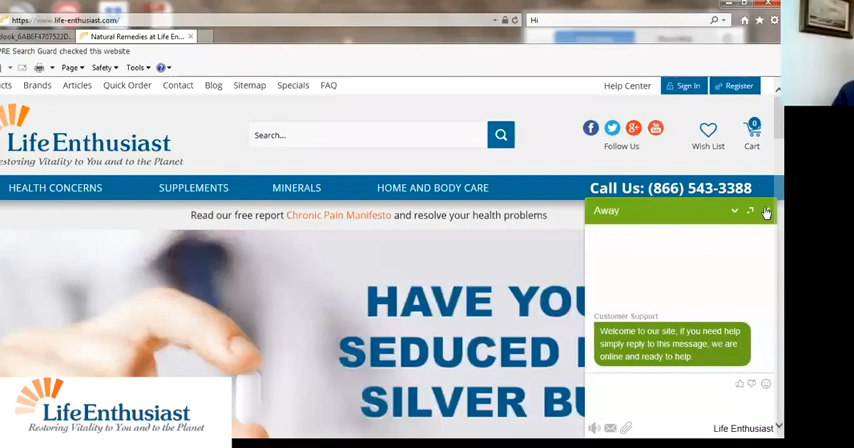 https://www.life-enthusiast.com/
Hi
Natural Remedies at Life En...
Search Guard checked this website
Page
Safety
Tools
Brands
Articles
Quick Order
Contact
Blog
Sitemap
Specials
FAQ
Help Center
Sign In
Register
Life Enthusiast
Restoring Vitality to You and to the Planet
Search...
Follow Us
Wish List
0
Cart
HEALTH CONCERNS
SUPPLEMENTS
MINERALS
HOME AND BODY CARE
Call Us: (866) 543-3388
Read our free report Chronic Pain Manifesto and resolve your health problems
Away
HAVE YOU
SEDUCED
SILVER BU
Customer Support
Welcome to our site, if you need help
simply reply to this message, we are
online and ready to help.
Life Enthusiast
Life Enthusiast
Restoring Vitality to You and to the Planet